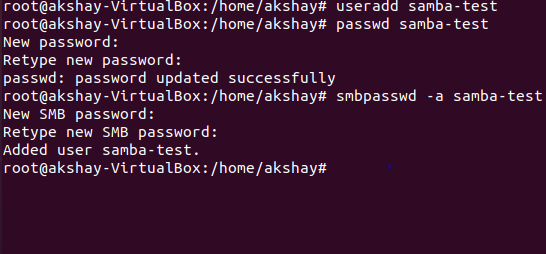 root@akshay-VirtualBox:/home/akshay# useradd samba-test
root@akshay-VirtualBox:/home/akshay# passwd samba-test
New password:
Retype new password:
passwd: password updated successfully
root@akshay-VirtualBox:/home/akshay# smbpasswd -a samba-test
New SMB password:
Retype new SMB password:
Added user samba-test.
root@akshay-VirtualBox:/home/akshay#